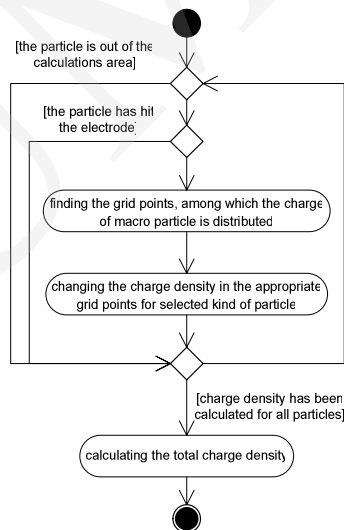 [the particle is out of the
calculations area]
[the particle has hit
the electrode]
finding the grid points, among which the charge
of macro particle is distributed
changing the charge density in the appropriate
grid points for selected kind of particle
[charge density has been
calculated for all particles]
calculating the total charge density